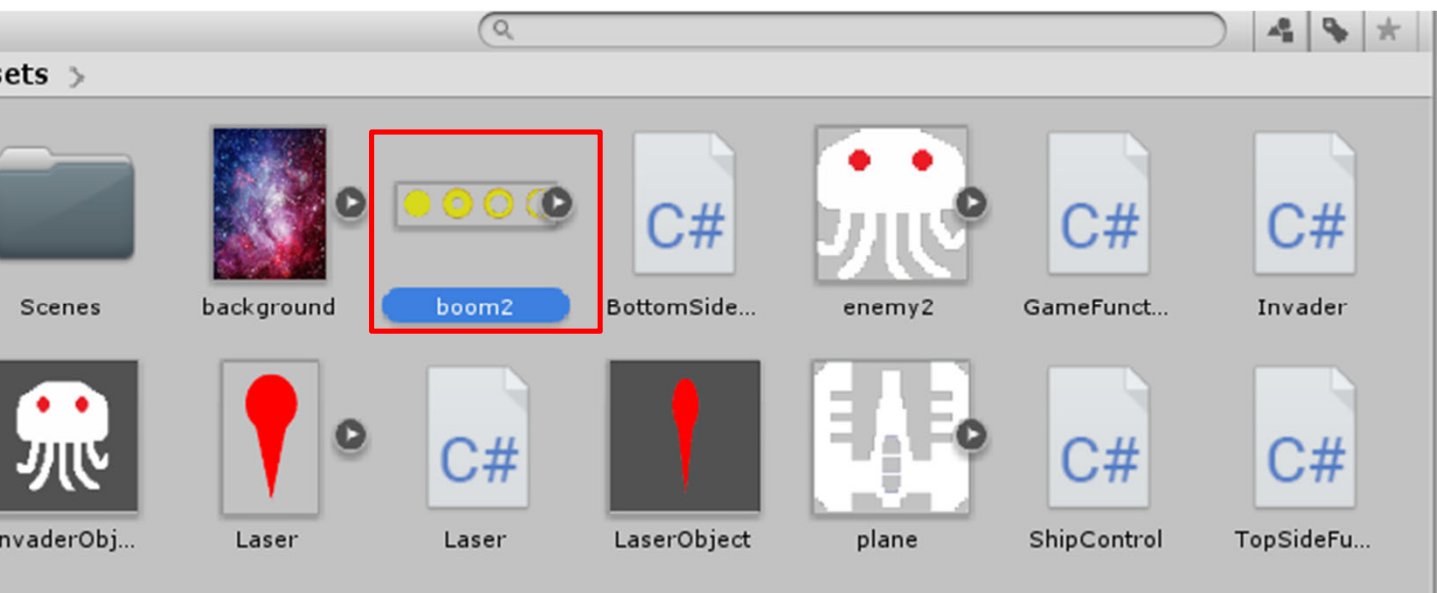 sets >
Scenes
background
boom2
C#
BottomSide...
enemy2
C#
GameFunct...
C#
Invader
nvaderObj...
Laser
C#
Laser
LaserObject
plane
C#
ShipControl
C#
TopSideFu...